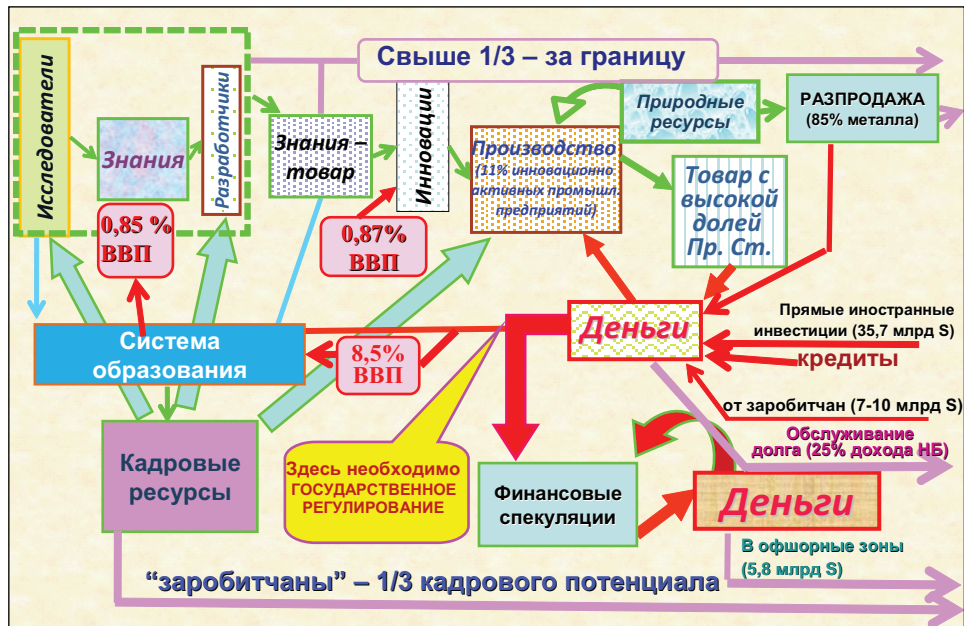 Свыше 1/3 – за границу
Исследователи
Знания
Разработчики
Знания –
товар
Инновации
Производство
(11% инновационно
активных промышл.
предприятий)
Природные
ресурсы
РАЗПРОДАЖА
(85% металла)
Товар с
высокой
долей
Пр. Ст.
0,85 %
ВВП
0,87%
ВВП
Система
образования
8,5%
ВВП
Деньги
Прямые иностранные
инвестиции (35,7 млрд S)
кредиты
от заробитчан (7-10 млрд S)
Обслуживание
долга (25% дохода НБ)
Кадровые
ресурсы
Здесь необходимо
ГОСУДАРСТВЕННОЕ
РЕГУЛИРОВАНИЕ
Финансовые
спекуляции
Деньги
В офшорные зоны
(5,8 млрд S)
“заробитчаны” – 1/3 кадрового потенциала